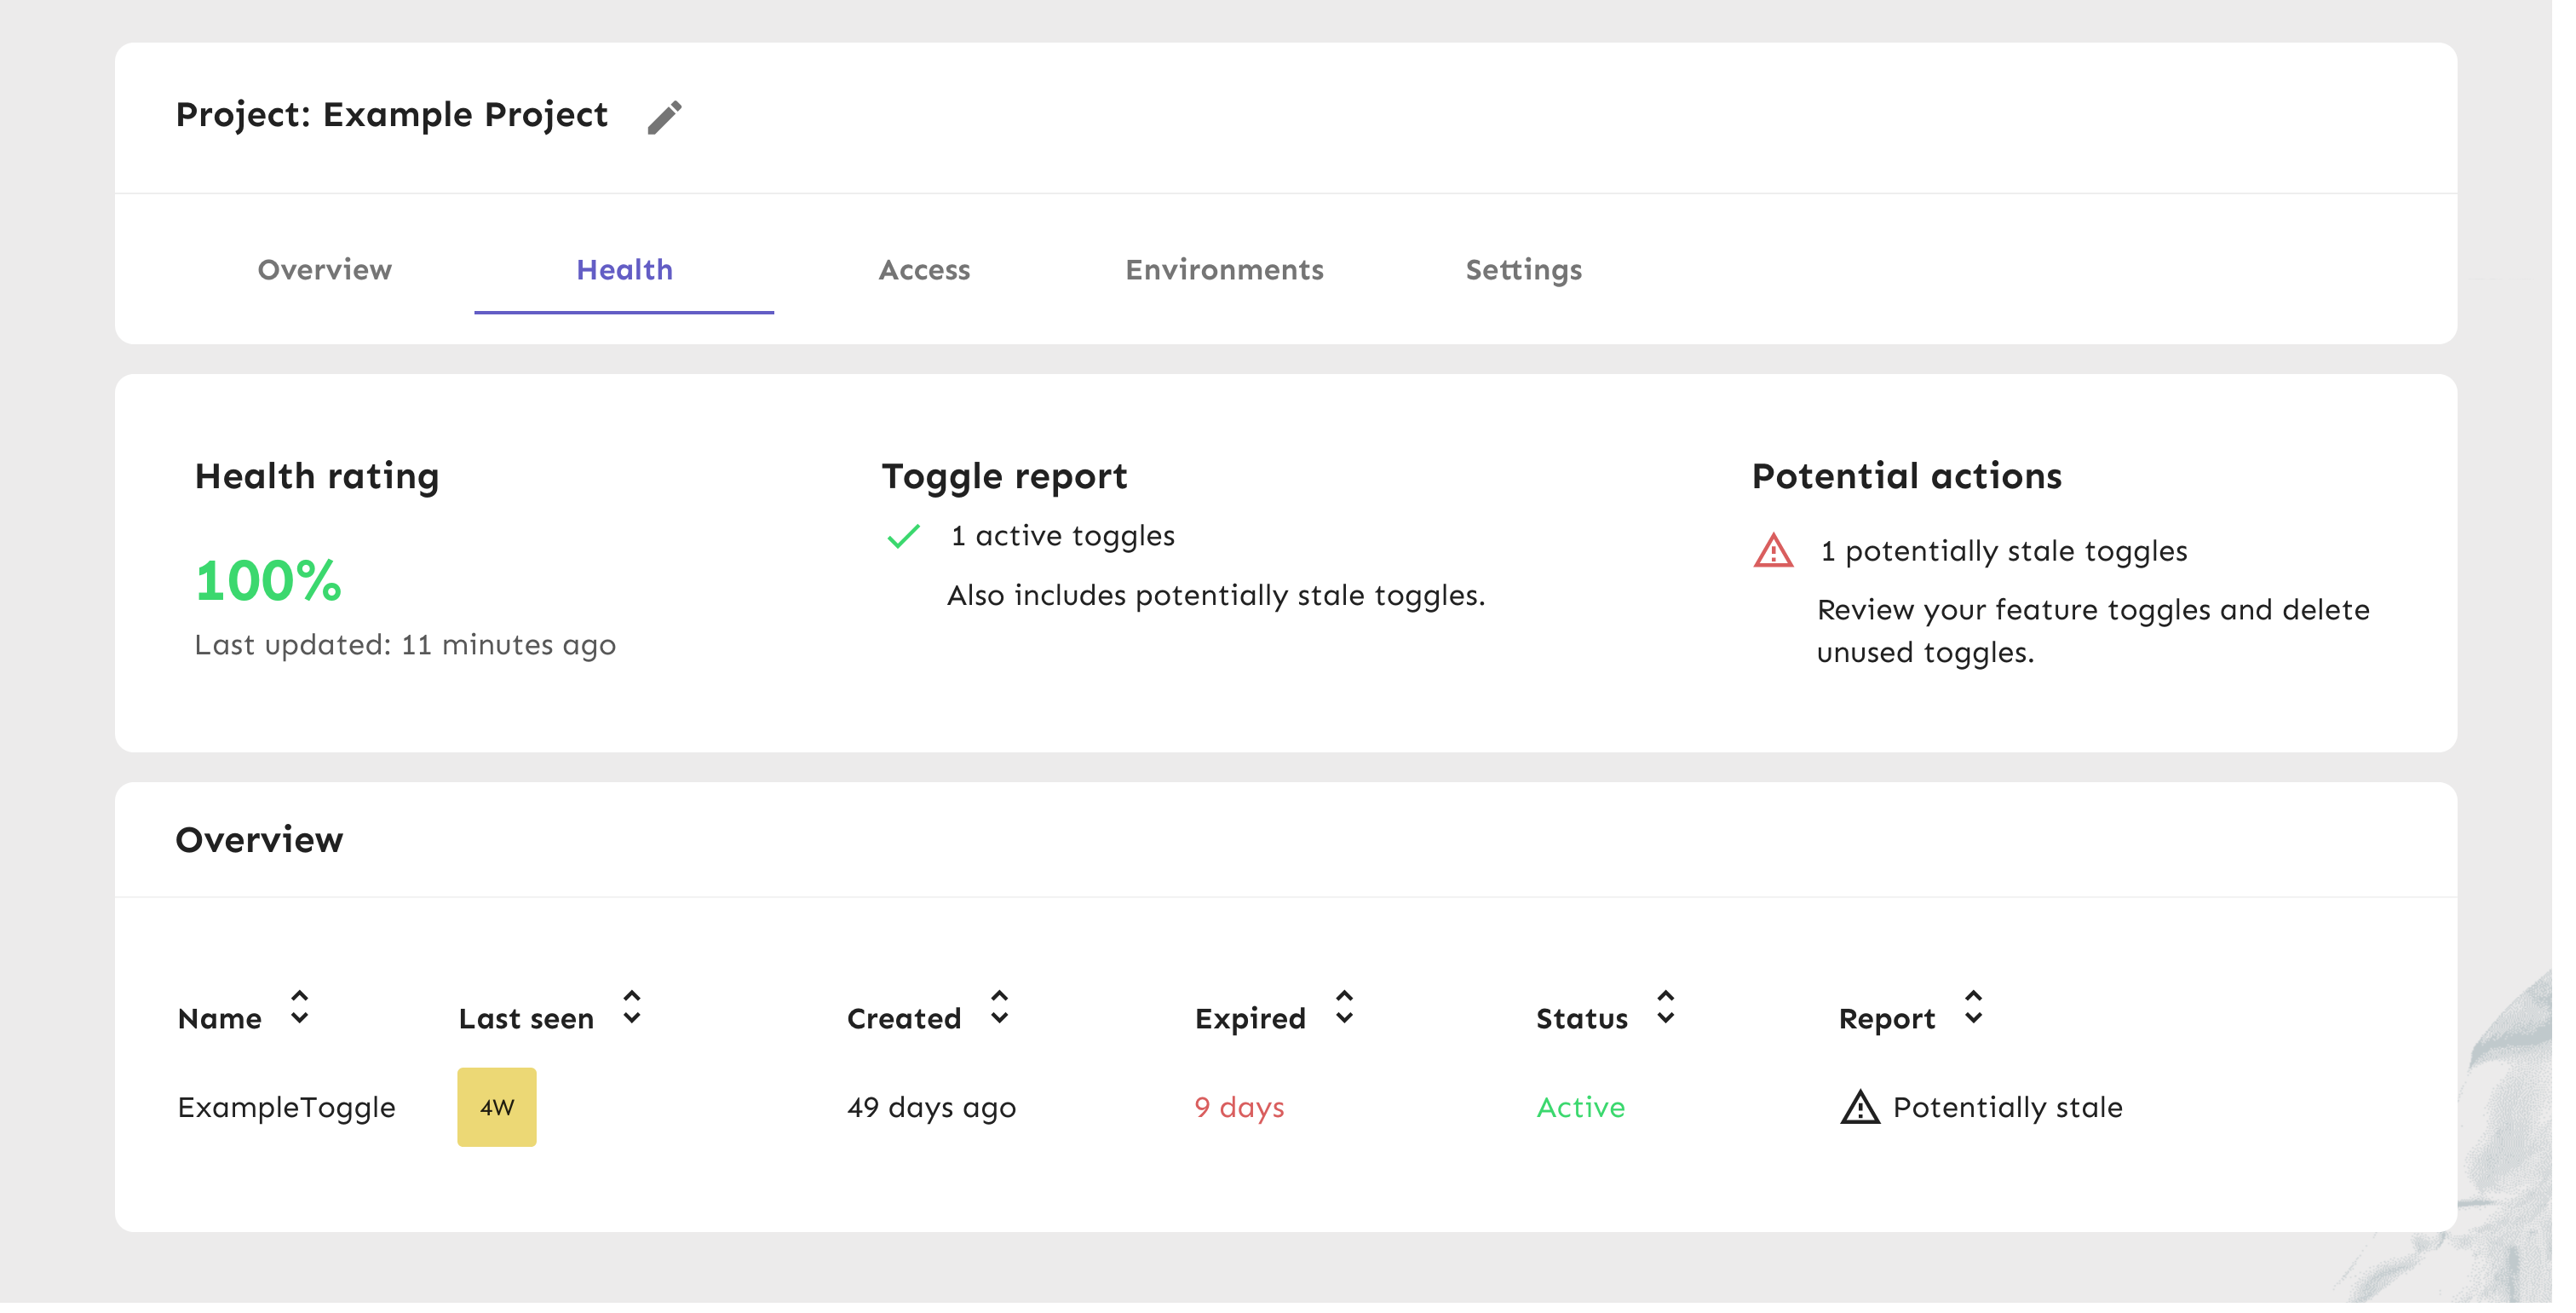 Project: Example Project
Overview Health Access Environments Settings
Health rating
100%
Last updated: 11 minutes ago
Toggle report
1 active toggles
Also includes potentially stale toggles.
Potential actions
1 potentially stale toggles
Review your feature toggles and delete
unused toggles.
Overview
Name Last seen Created Expired Status Report
ExampleToggle 4W 49 days ago 9 days Active Potentially stale